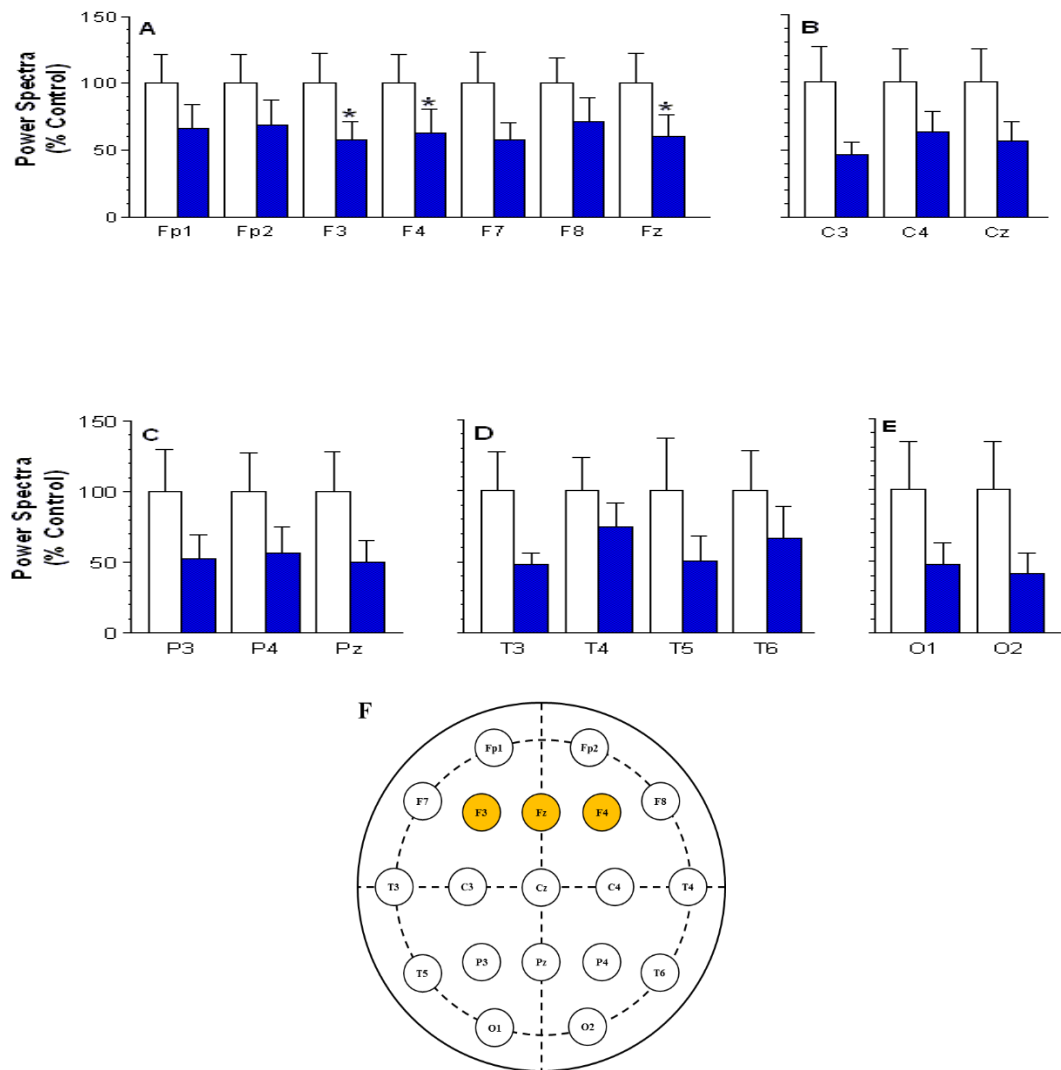 A
Power Spectra
(% Control)
150
100
50
0
Fp1 Fp2 F3 F4 F7 F8 Fz
* * *
B
C3 C4 Cz
C
Power Spectra
(% Control)
150
100
50
0
P3 P4 Pz
D
T3 T4 T5 T6
E
O1 O2
F
Fp1 Fp2
F7 F8
F3 Fz F4
T3 C3 Cz C4 T4
P3 Pz P4
T5 T6
O1 O2